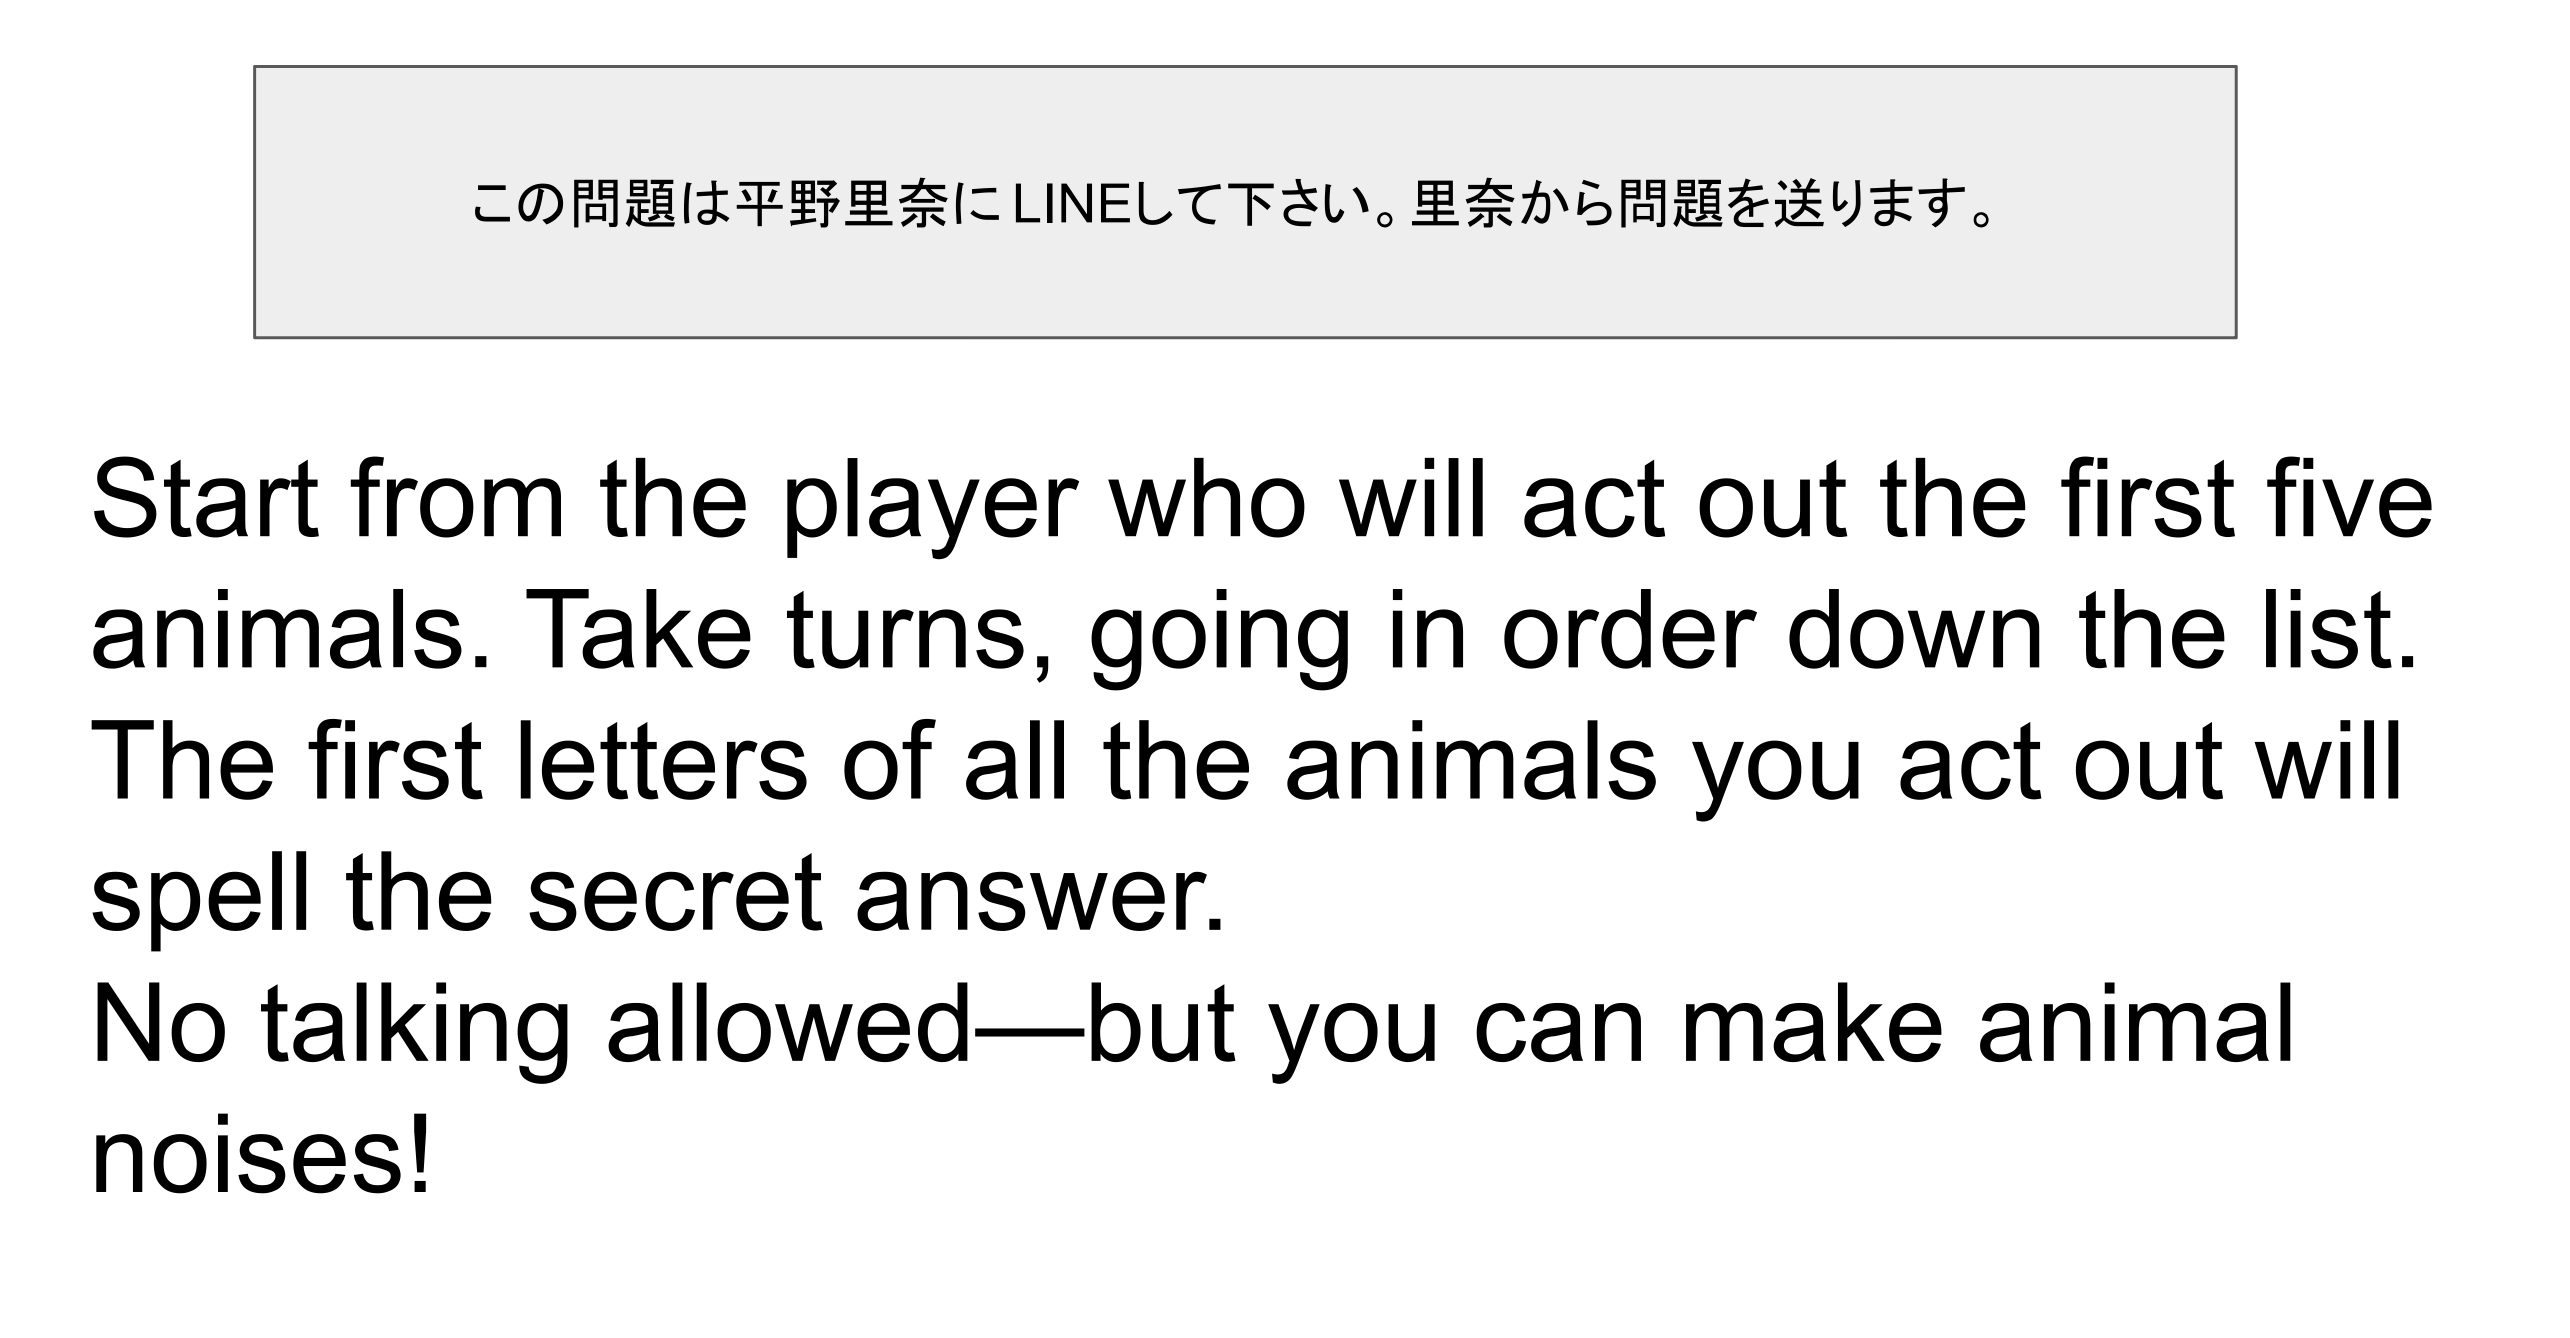 この問題は平野里奈にLINEして下さい。里奈から問題を送ります。
Start from the player who will act out the first five
animals. Take turns, going in order down the list.
The first letters of all the animals you act out will
spell the secret answer.
No talking allowed—but you can make animal
noises!